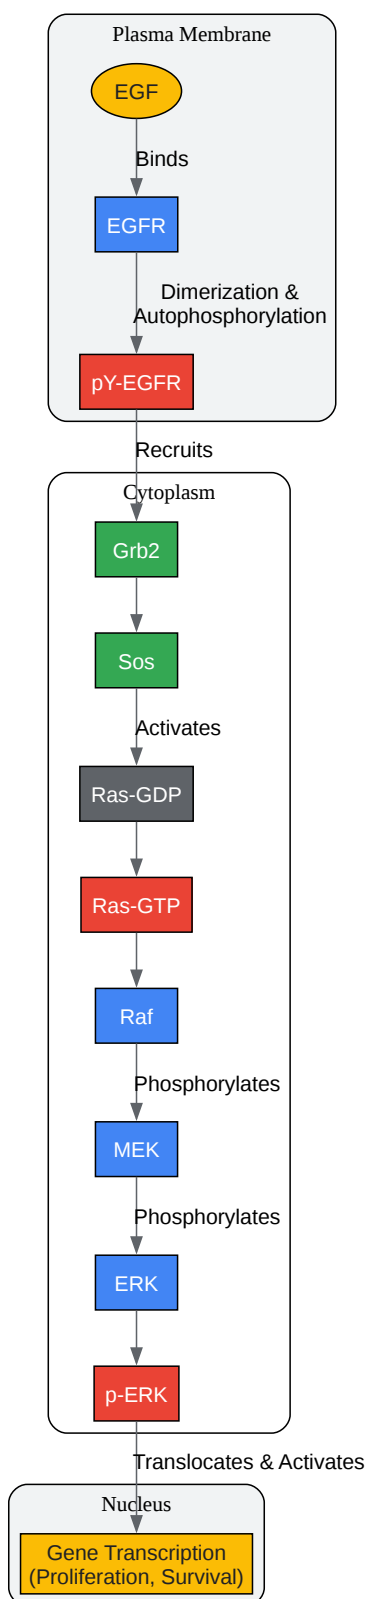 Plasma Membrane
EGF
Binds
EGFR
Dimerization &
Autophosphorylation
pY-EGFR
Recruits
Cytoplasm
Grb2
Sos
Activates
Ras-GDP
Ras-GTP
Raf
Phosphorylates
MEK
Phosphorylates
ERK
p-ERK
Translocates & Activates
Nucleus
Gene Transcription
(Proliferation, Survival)